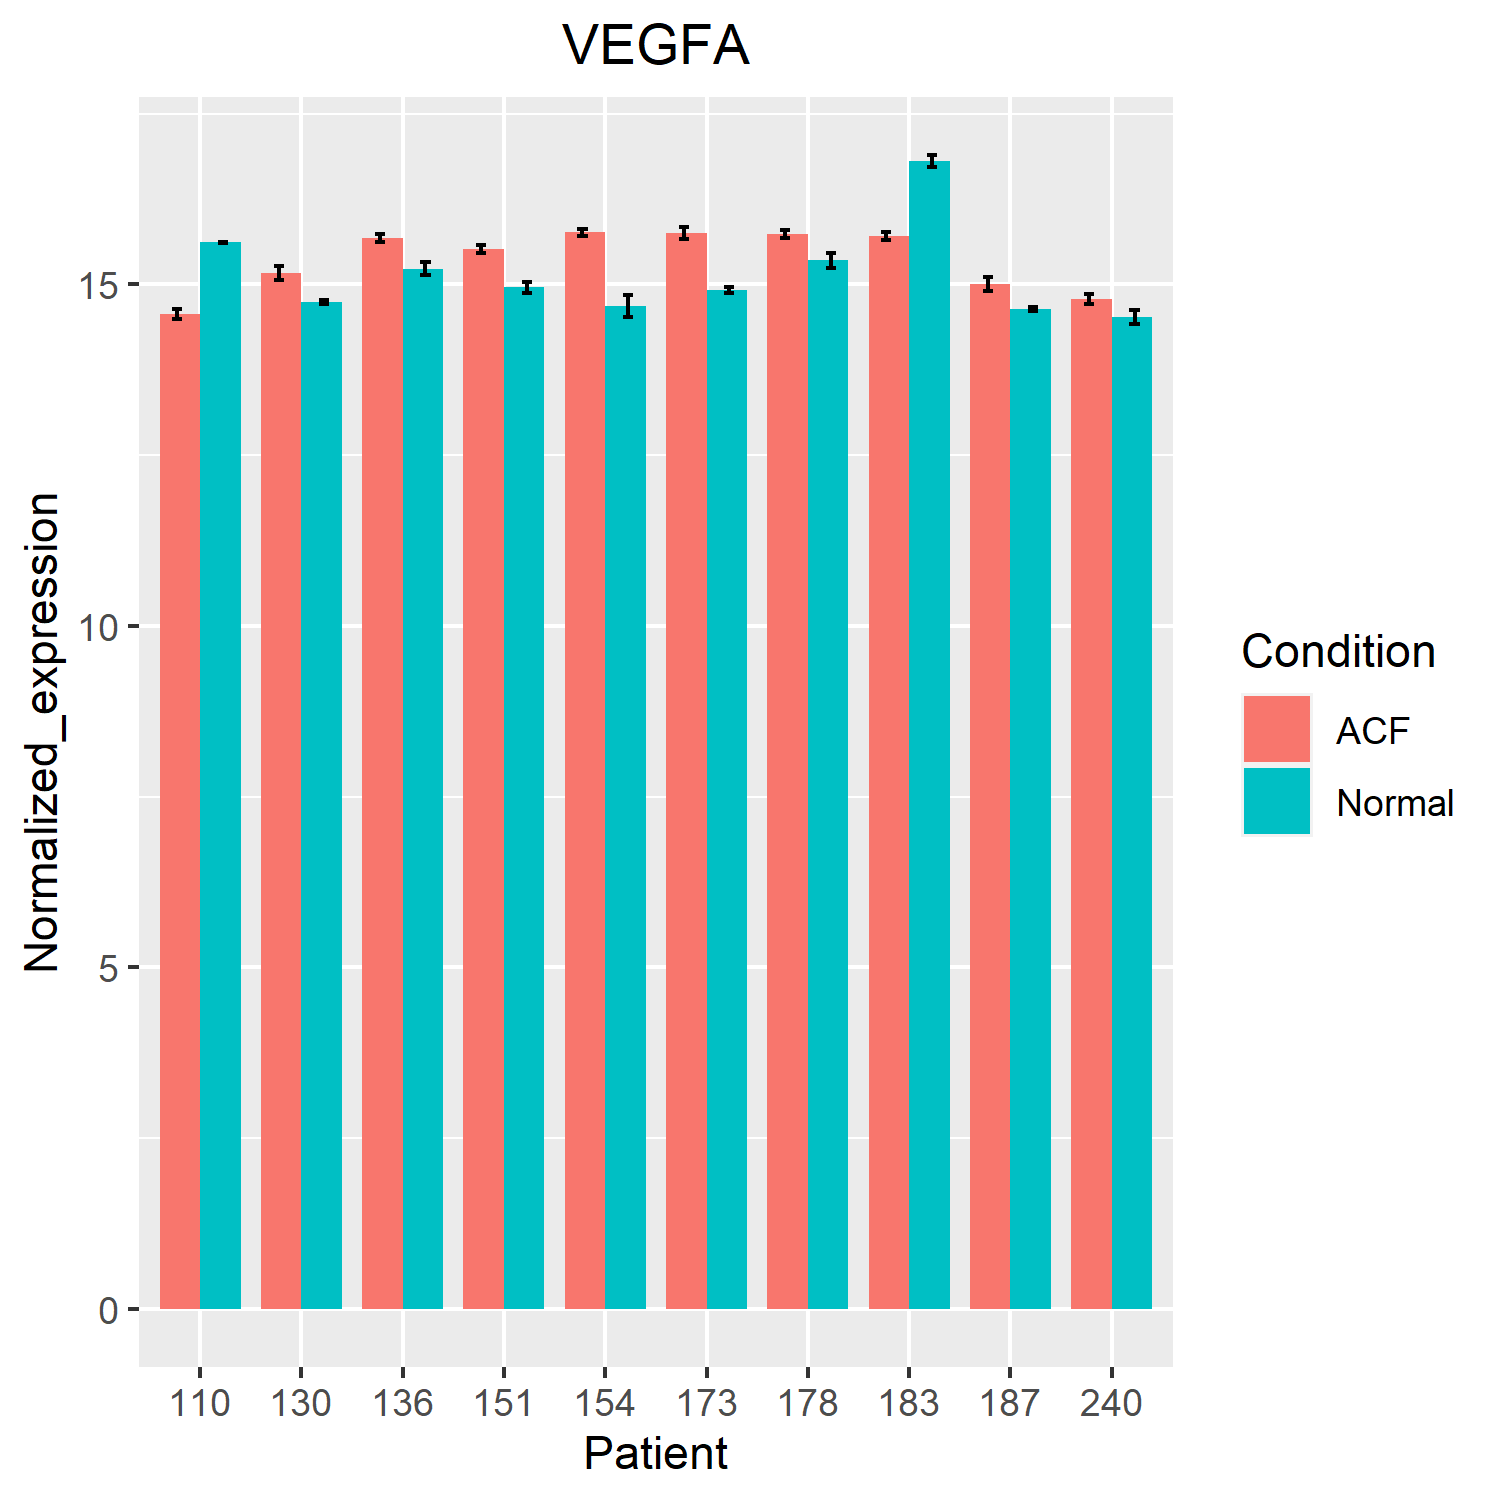 VEGFA
Normalized_expression
15
10
5
0
110 130 136 151 154 173 178 183 187 240
Patient
Condition
ACF
Normal